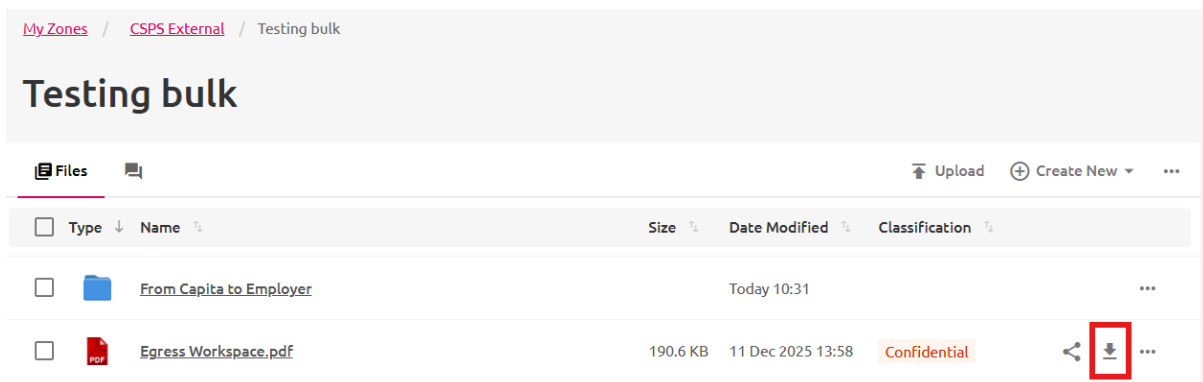 My Zones / CSPS External / Testing bulk
Testing bulk
Files Upload Create New
Type Name Size Date Modified Classification
From Capita to Employer Today 10:31
PDF Egress Workspace.pdf 190.6 KB 11 Dec 2025 13:58 Confidential